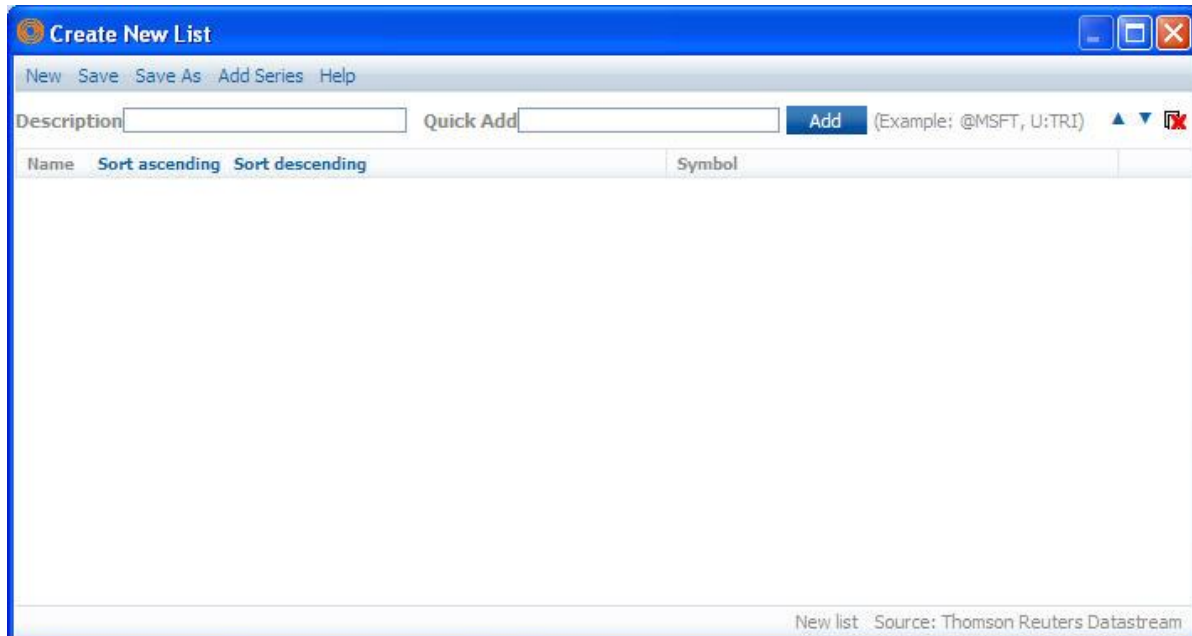 Create New List
New Save Save As Add Series Help
Description Quick Add Add (Example: @MSFT, U:TRI)
Name Sort ascending Sort descending Symbol
New list Source: Thomson Reuters Datastream